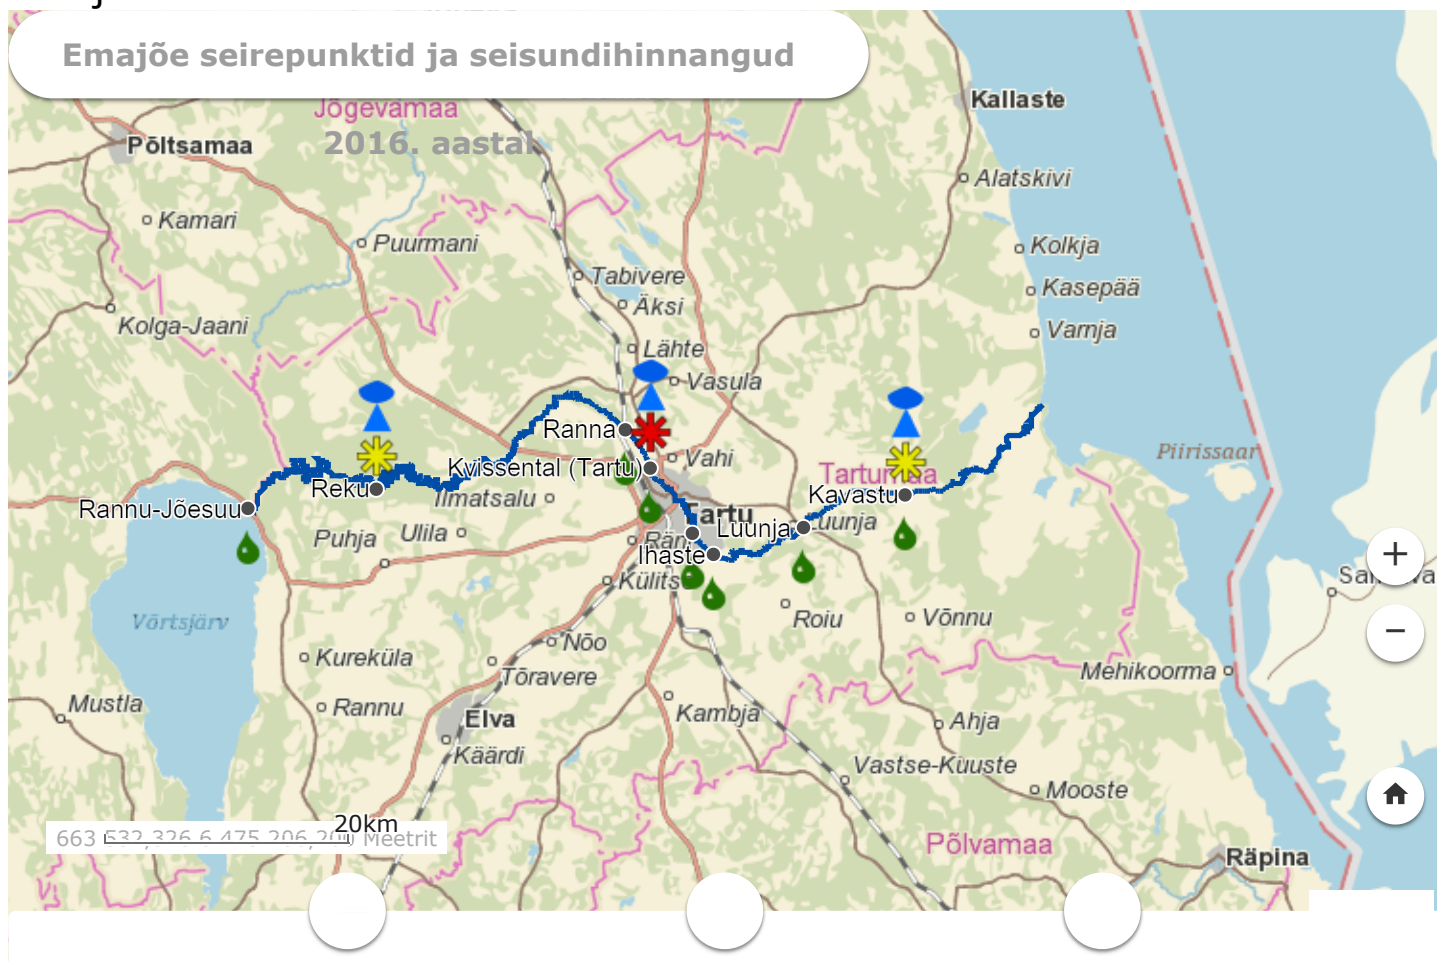 Emajõe seirepunktid ja seisundihinnangud
Jõgevamaa
2016. aastal
Kallaste
Põltsamaa
Alatskivi
Kamari
Puurmani
Kolkja
Tabivere
Kasepää
Äksi
Kolga-Jaani
Varnja
Lähte
Vasula
Ranna
Piirissaar
Vahi
Kvissental (Tartu)
Tartumaa
Reku
Kavastu
Ilmatsalu
Rannu-Jõesuu
Tartu
Luunja
Luunja
Ulila
Puhja
Ihaste
Külits
Võrtsjärv
Roiu
Võnnu
Nõo
Kureküla
Mehikoorma
Tõravere
Mustla
Rannu
Kambja
Elva
Ahja
Käärdi
Vastse-Kuuste
Mooste
20km
Meetrit
Põlvamaa
Räpina